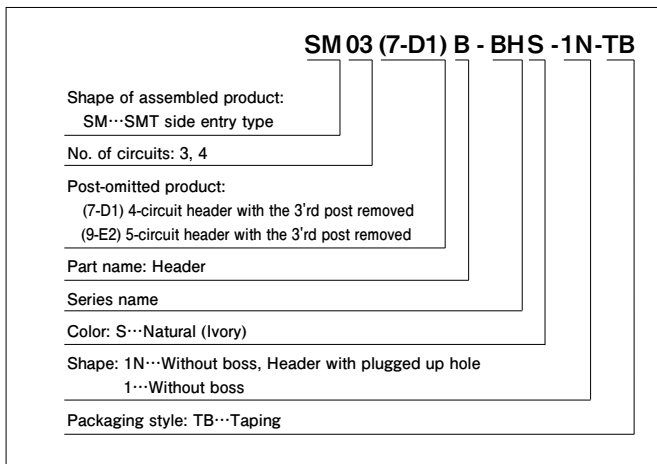 SM 03 (7-D1) B - BH S - 1N - TB
Shape of assembled product:
SM···SMT side entry type
No. of circuits: 3, 4
Post-omitted product:
(7-D1) 4-circuit header with the 3'rd post removed
(9-E2) 5-circuit header with the 3'rd post removed
Part name: Header
Series name
Color: S···Natural (Ivory)
Shape: 1N···Without boss, Header with plugged up hole
1···Without boss
Packaging style: TB···Taping